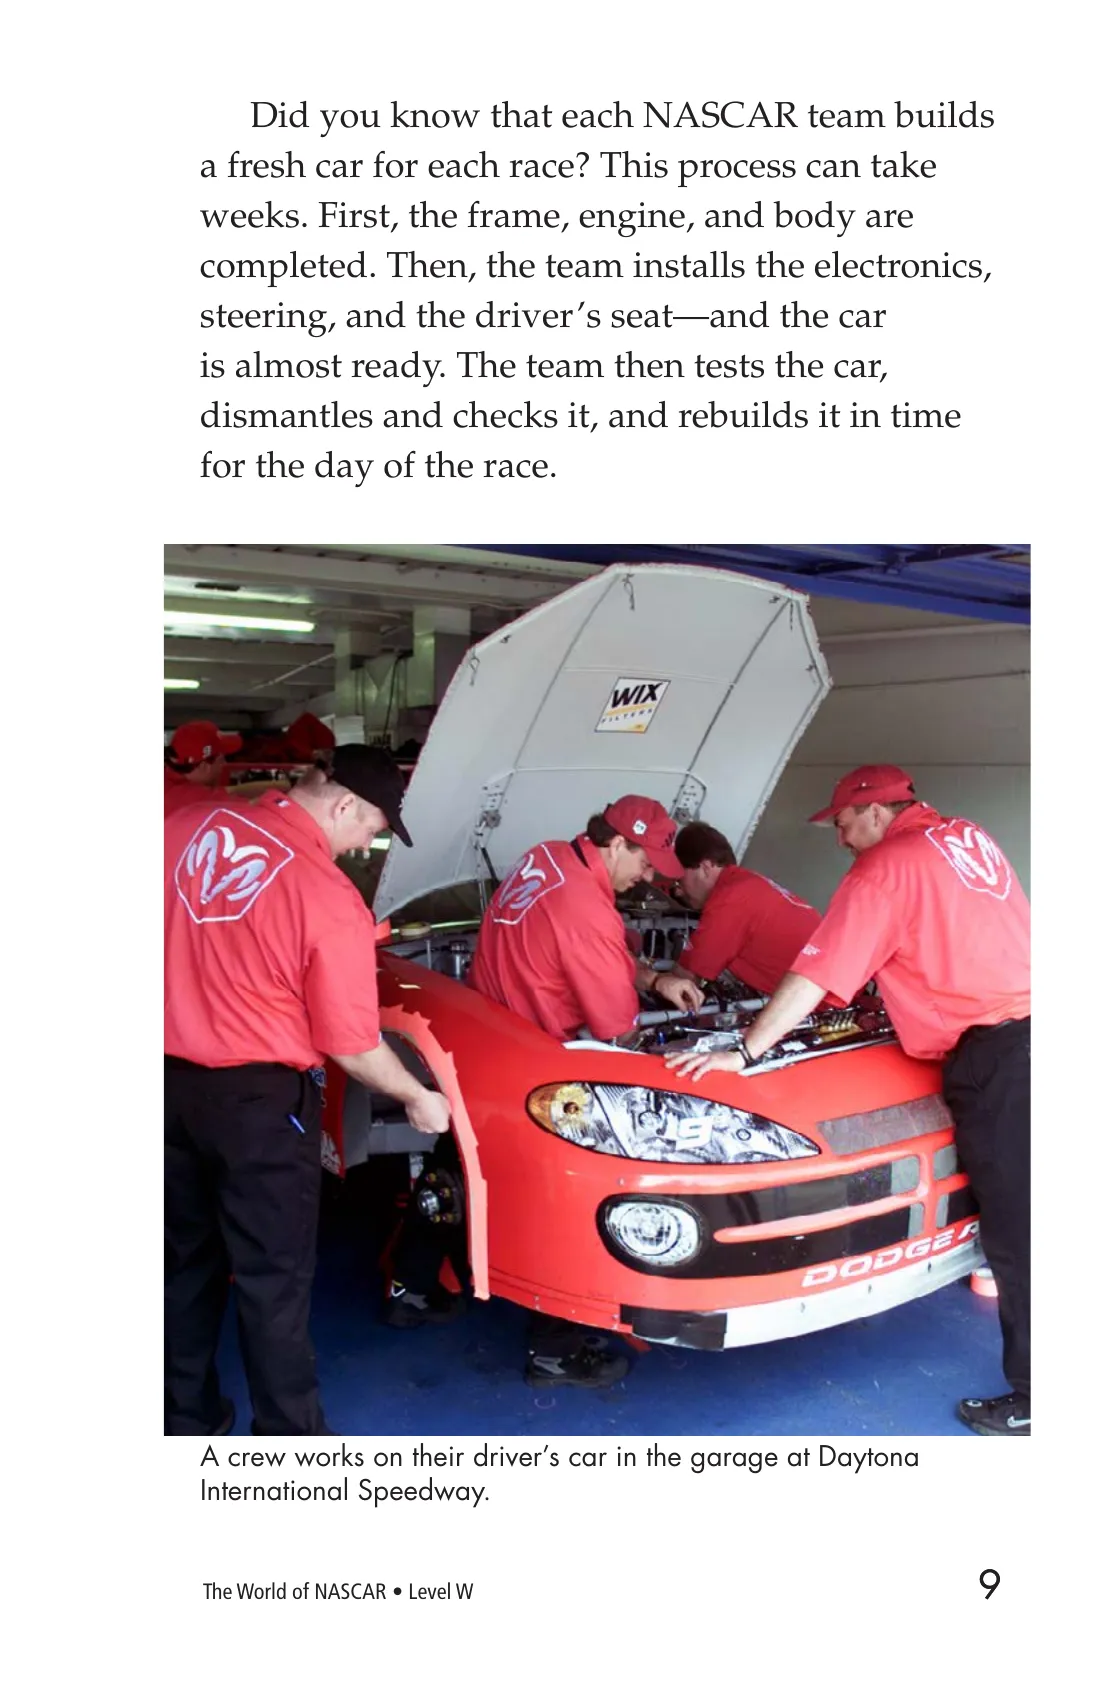 Did you know that each NASCAR team builds
a fresh car for each race? This process can take
weeks. First, the frame, engine, and body are
completed. Then, the team installs the electronics,
steering, and the driver’s seat—and the car
is almost ready. The team then tests the car,
dismantles and checks it, and rebuilds it in time
for the day of the race.
WIX
FILTERS
19
DODGE
A crew works on their driver’s car in the garage at Daytona
International Speedway.
The World of NASCAR • Level W
9